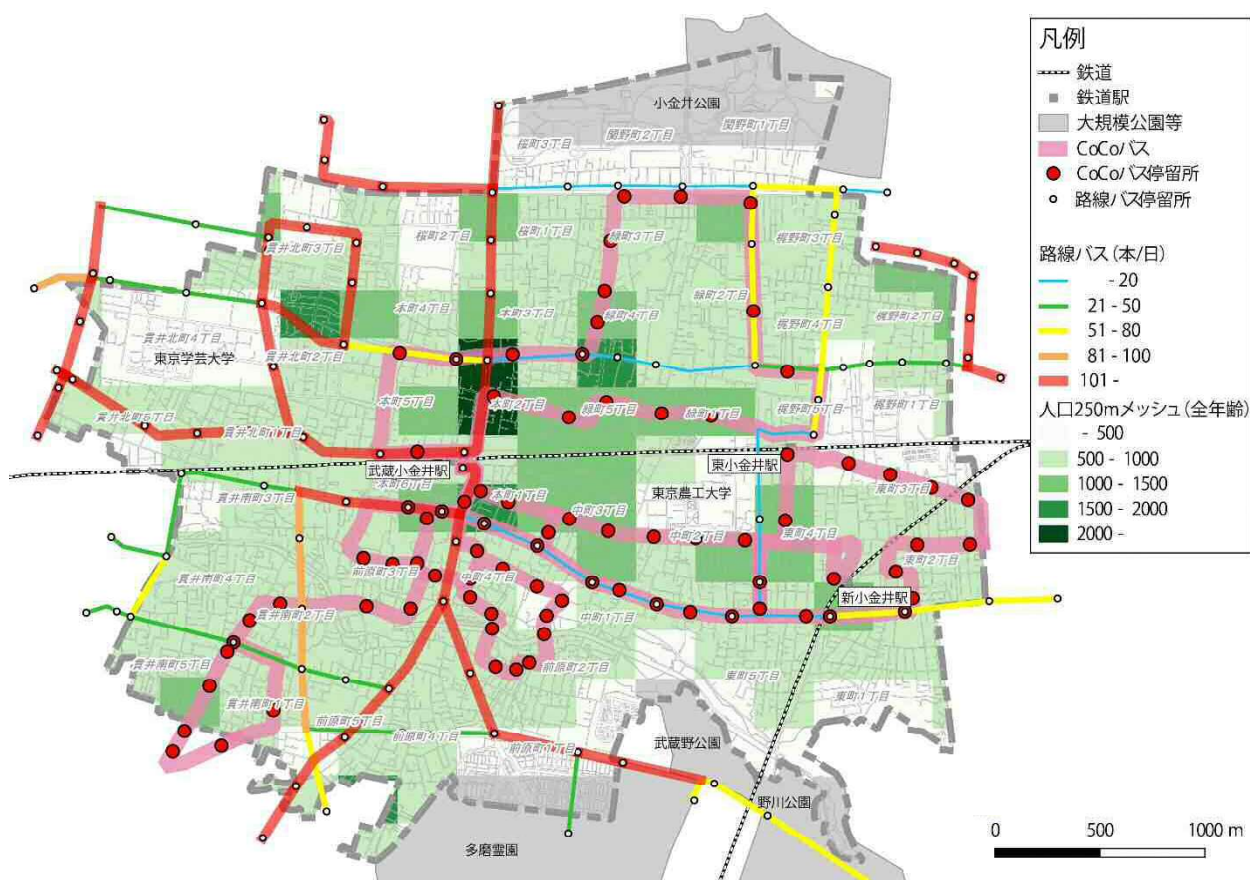 凡例
鉄道
鉄道駅
大規模公園等
CoCoバス
CoCoバス停留所
路線バス停留所
路線バス(本/日)
- 20
21 - 50
51 - 80
81 - 100
101 -
人口250mメッシュ(全年齢)
- 500
500 - 1000
1000 - 1500
1500 - 2000
2000 -
小金井公園
関野町1丁目
関野町2丁目
桜町3丁目
桜町2丁目
桜町1丁目
緑町3丁目
梶野町3丁目
貫井北町3丁目
緑町2丁目
本町4丁目
本町3丁目
緑町4丁目
梶野町4丁目
梶野町2丁目
貫井北町4丁目
東京学芸大学
貫井北町2丁目
本町5丁目
本町2丁目
緑町5丁目
緑町1丁目
梶野町5丁目
梶野町1丁目
貫井北町5丁目
貫井北町1丁目
武蔵小金井駅
東小金井駅
本町6丁目
貫井南町3丁目
本町1丁目
中町3丁目
東京農工大学
東町3丁目
中町2丁目
東町4丁目
東町2丁目
貫井南町4丁目
前原町3丁目
中町4丁目
新小金井駅
貫井南町2丁目
中町1丁目
貫井南町5丁目
前原町2丁目
東町5丁目
東町1丁目
貫井南町1丁目
前原町5丁目
前原町4丁目
前原町1丁目
武蔵野公園
野川公園
多磨霊園
0 500 1000 m